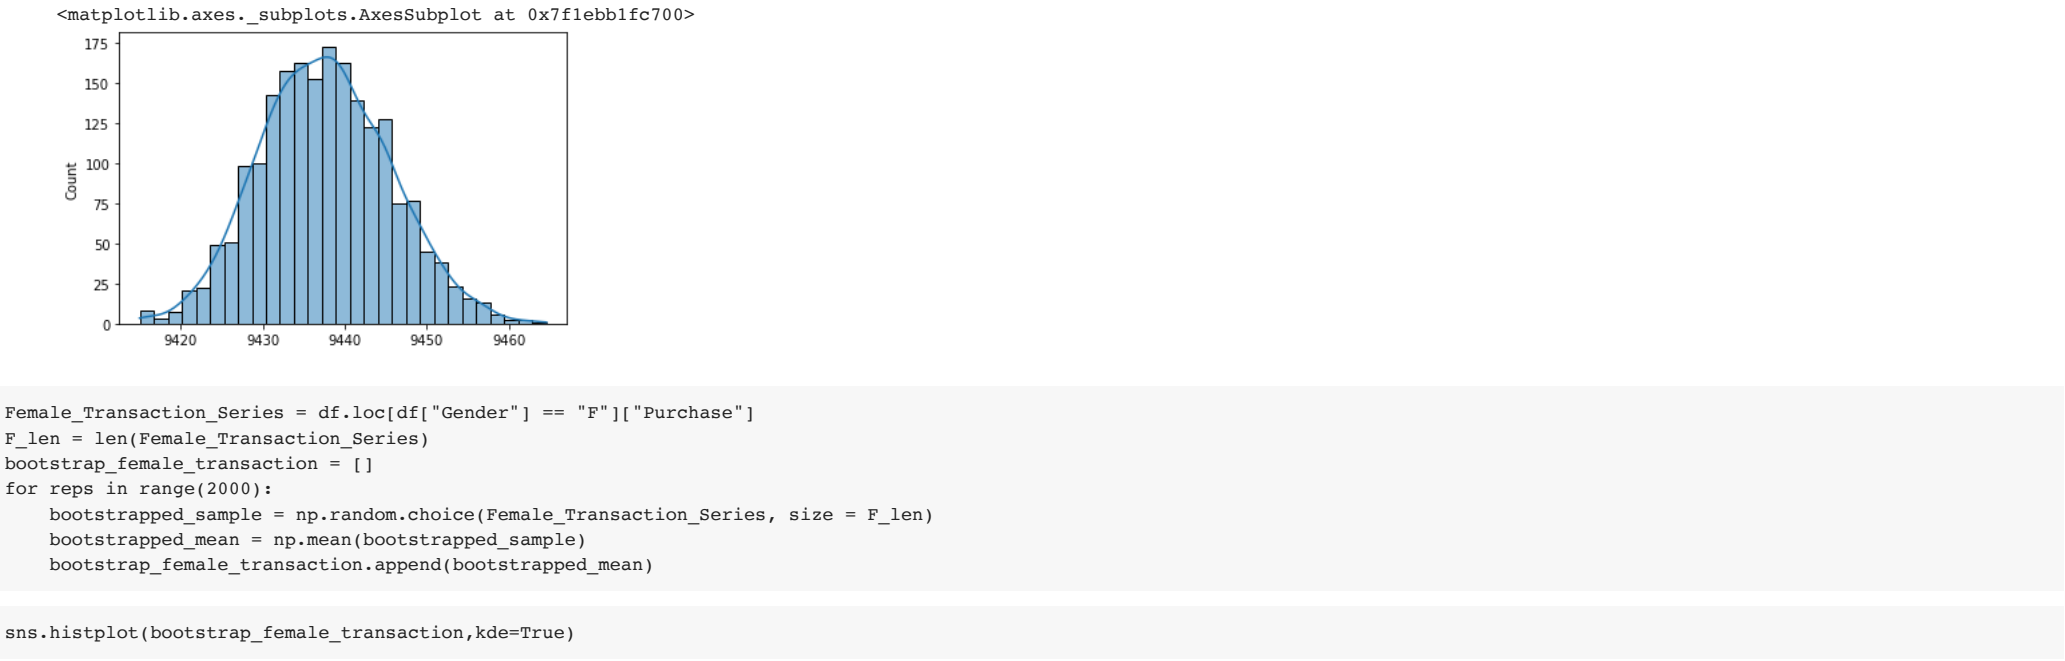 <matplotlib.axes._subplots.AxesSubplot at 0x7f1ebb1fc700>
175
150
125
100
75
50
25
0
Count
9420 9430 9440 9450 9460
Female_Transaction_Series = df.loc[df["Gender"] == "F"]["Purchase"]
F_len = len(Female_Transaction_Series)
bootstrap_female_transaction = []
for reps in range(2000):
    bootstrapped_sample = np.random.choice(Female_Transaction_Series, size = F_len)
    bootstrapped_mean = np.mean(bootstrapped_sample)
    bootstrap_female_transaction.append(bootstrapped_mean)
sns.histplot(bootstrap_female_transaction,kde=True)